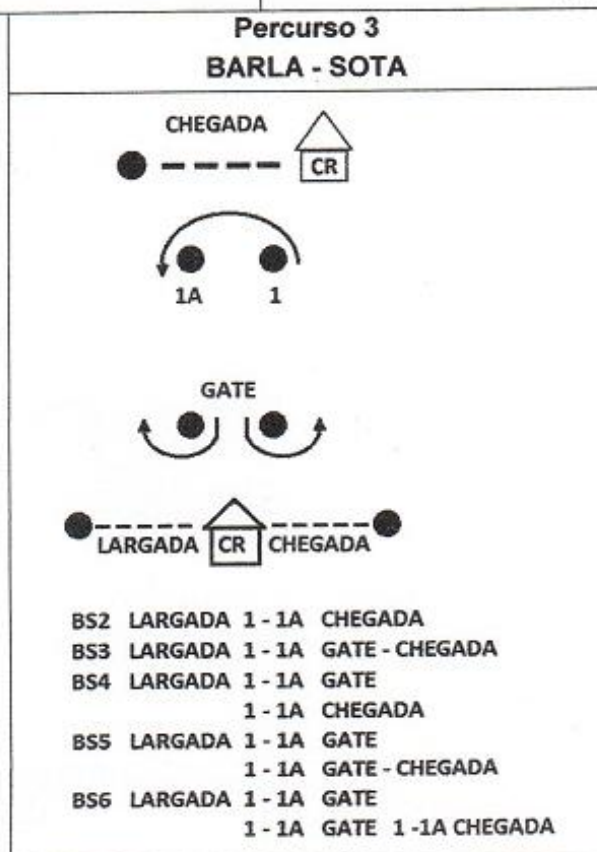 Percurso 3
BARLA - SOTA
CHEGADA
CR
1A 1
GATE
LARGADA CR CHEGADA
BS2 LARGADA 1 - 1A CHEGADA
BS3 LARGADA 1 - 1A GATE - CHEGADA
BS4 LARGADA 1 - 1A GATE
1 - 1A CHEGADA
BS5 LARGADA 1 - 1A GATE
1 - 1A GATE - CHEGADA
BS6 LARGADA 1 - 1A GATE
1 - 1A GATE 1 -1A CHEGADA